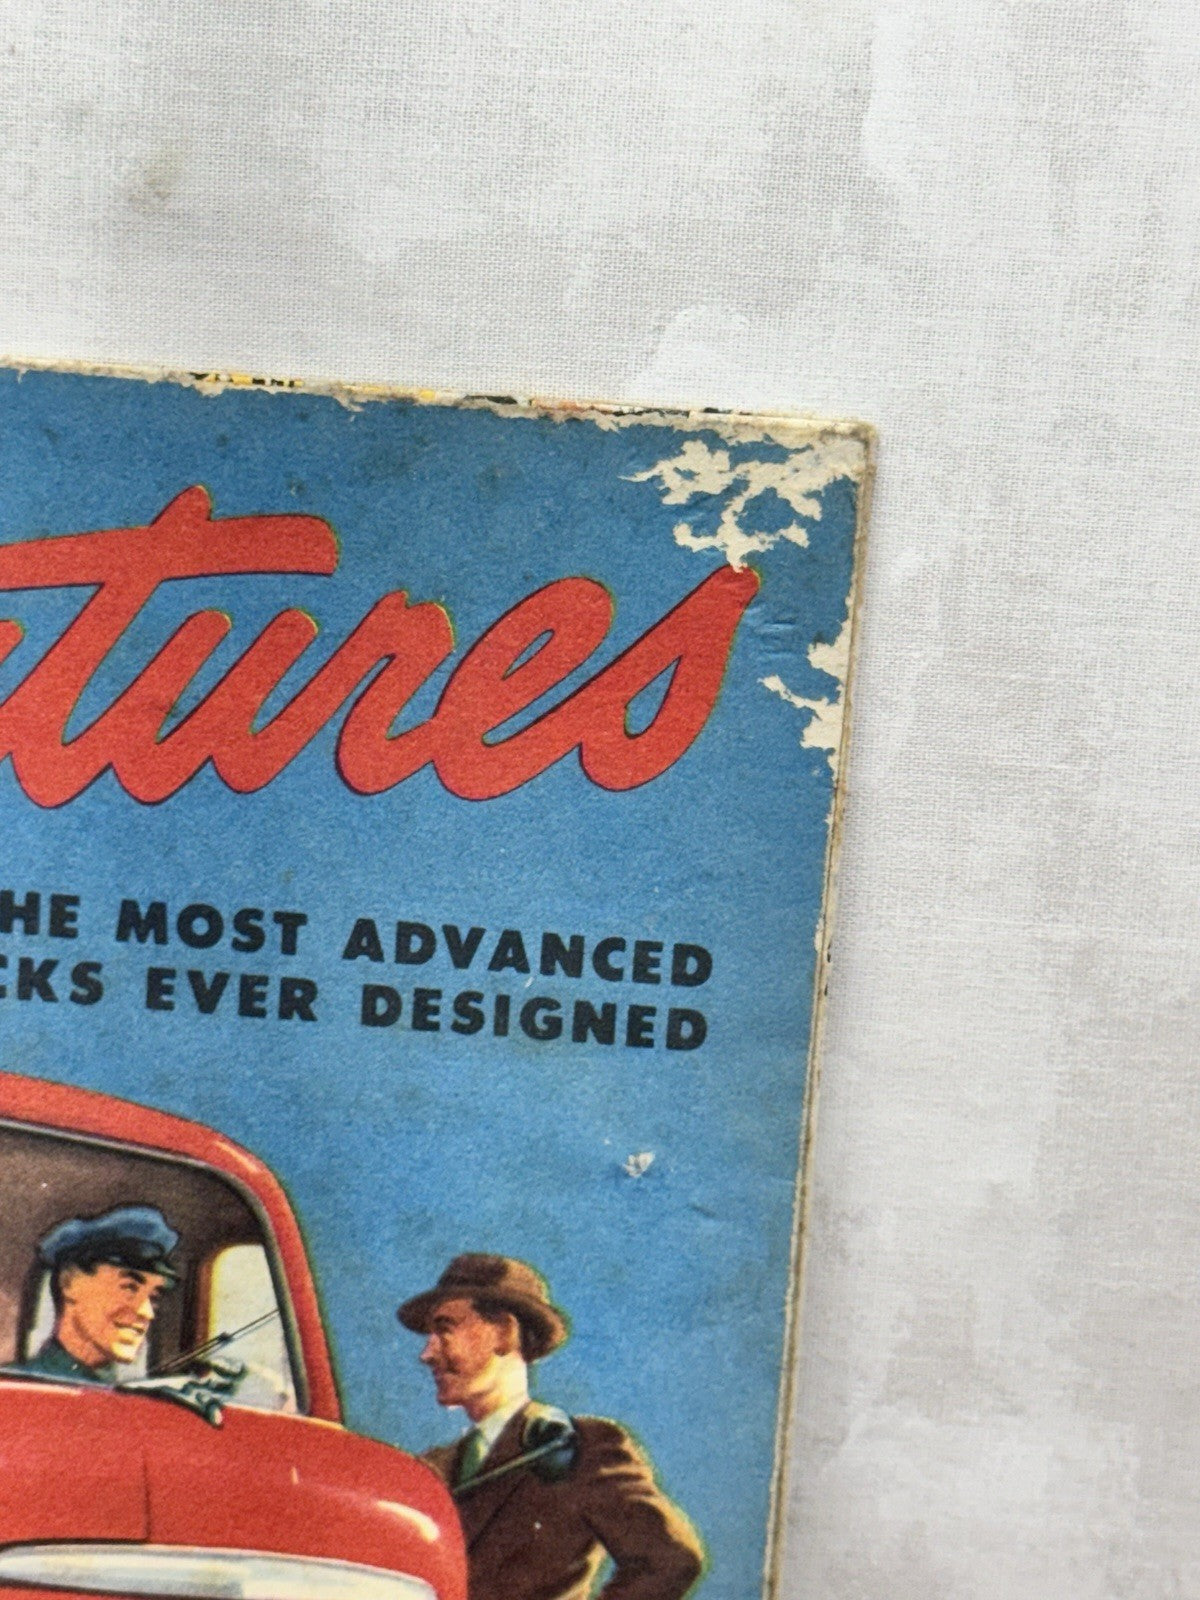 tures
HE MOST ADVANCED
CKS EVER DESIGNED